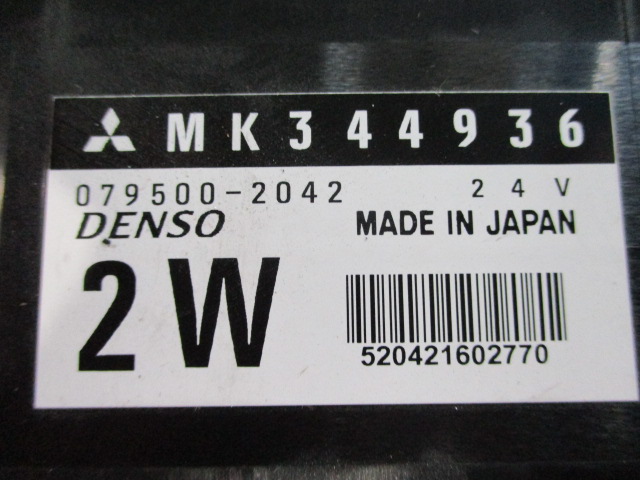 MK344936
079500-2042 24V
DENSO MADE IN JAPAN
2W
520421602770